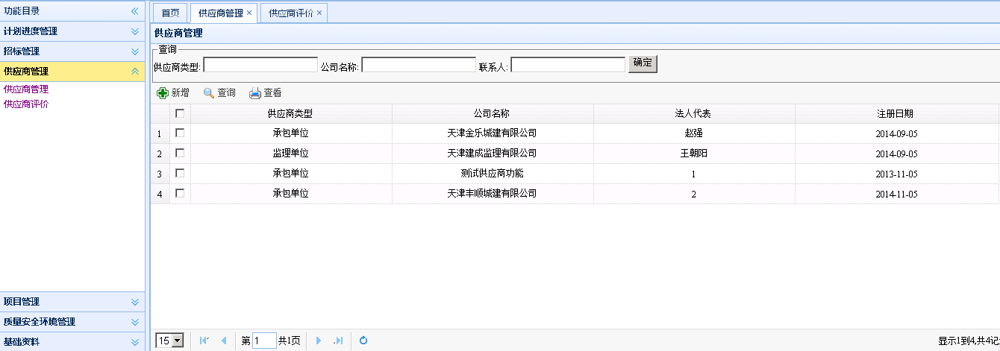 功能目录
计划进度管理
招标管理
供应商管理
供应商管理
供应商评价
项目管理
质量安全环境管理
基础资料
首页 供应商管理 × 供应商评价 ×
供应商管理
查询
供应商类型: 公司名称: 联系人: 确定
新增 查询 查看
供应商类型 公司名称 法人代表 注册日期
1 承包单位 天津金乐城建有限公司 赵强 2014-09-05
2 监理单位 天津建成监理有限公司 王朝阳 2014-09-05
3 承包单位 测试供应商功能 1 2013-11-05
4 承包单位 天津丰顺城建有限公司 2 2014-11-05
15 第 1 共1页 显示1到4,共4记